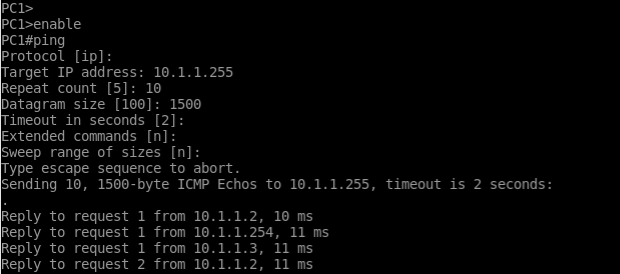 PC1>
PC1>enable
PC1#ping
Protocol [ip]:
Target IP address: 10.1.1.255
Repeat count [5]: 10
Datagram size [100]: 1500
Timeout in seconds [2]:
Extended commands [n]:
Sweep range of sizes [n]:
Type escape sequence to abort.
Sending 10, 1500-byte ICMP Echos to 10.1.1.255, timeout is 2 seconds:
.
Reply to request 1 from 10.1.1.2, 10 ms
Reply to request 1 from 10.1.1.254, 11 ms
Reply to request 1 from 10.1.1.3, 11 ms
Reply to request 2 from 10.1.1.2, 11 ms